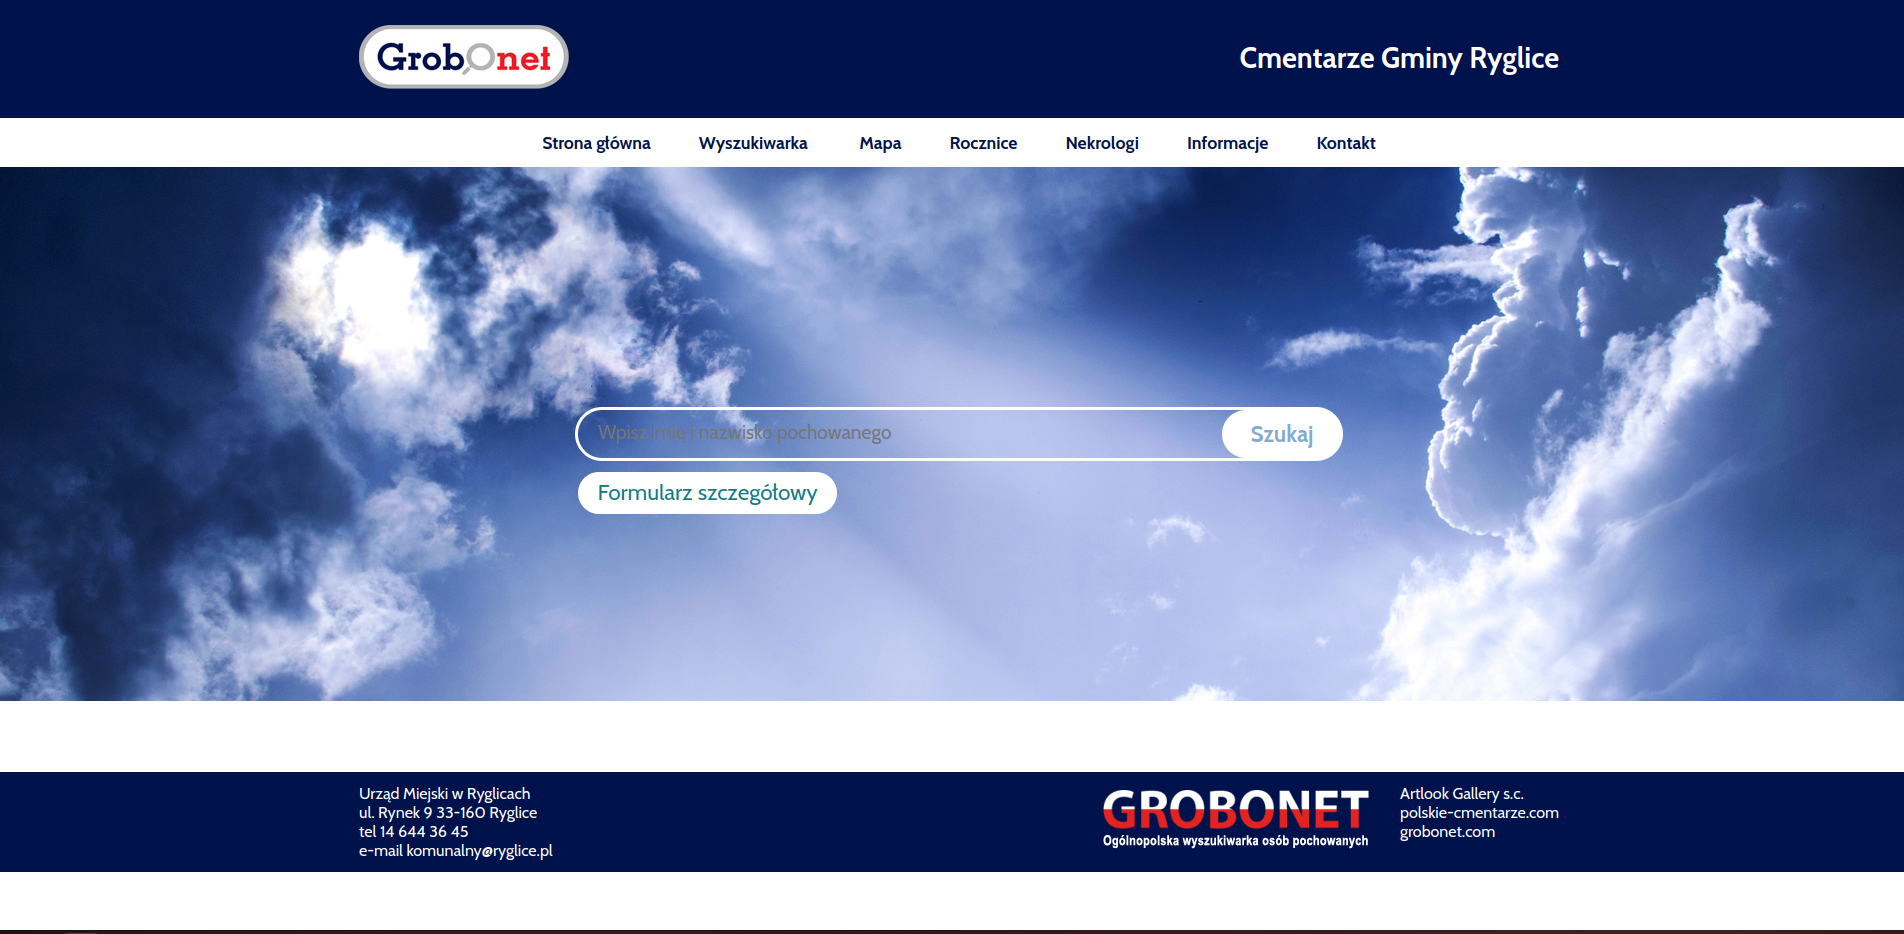 Grobonet
Cmentarze Gminy Ryglice
Strona główna Wyszukiwarka Mapa Rocznice Nekrologi Informacje Kontakt
Wpisz imię i nazwisko pochowanego
Szukaj
Formularz szczegółowy
Urząd Miejski w Ryglicach
ul. Rynek 9 33-160 Ryglice
tel 14 644 36 45
e-mail komunalny@ryglice.pl
GROBONET
Ogólnopolska wyszukiwarka osób pochowanych
Artlook Gallery s.c.
polskie-cmentarze.com
grobonet.com